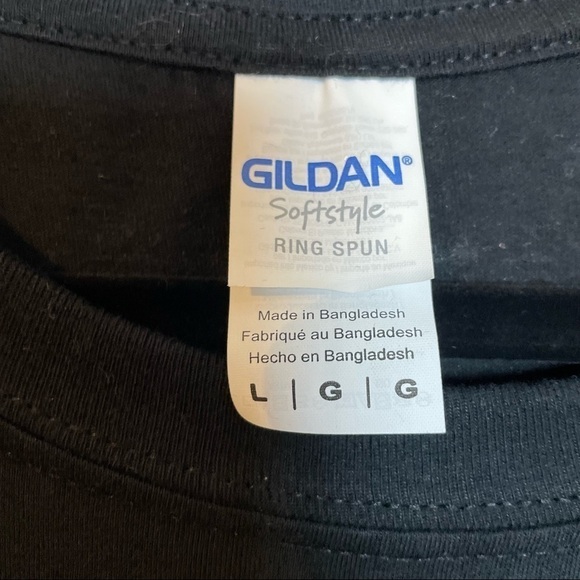 GILDAN®
Softstyle
RING SPUN
Made in Bangladesh
Fabriqué au Bangladesh
Hecho en Bangladesh
L | G | G